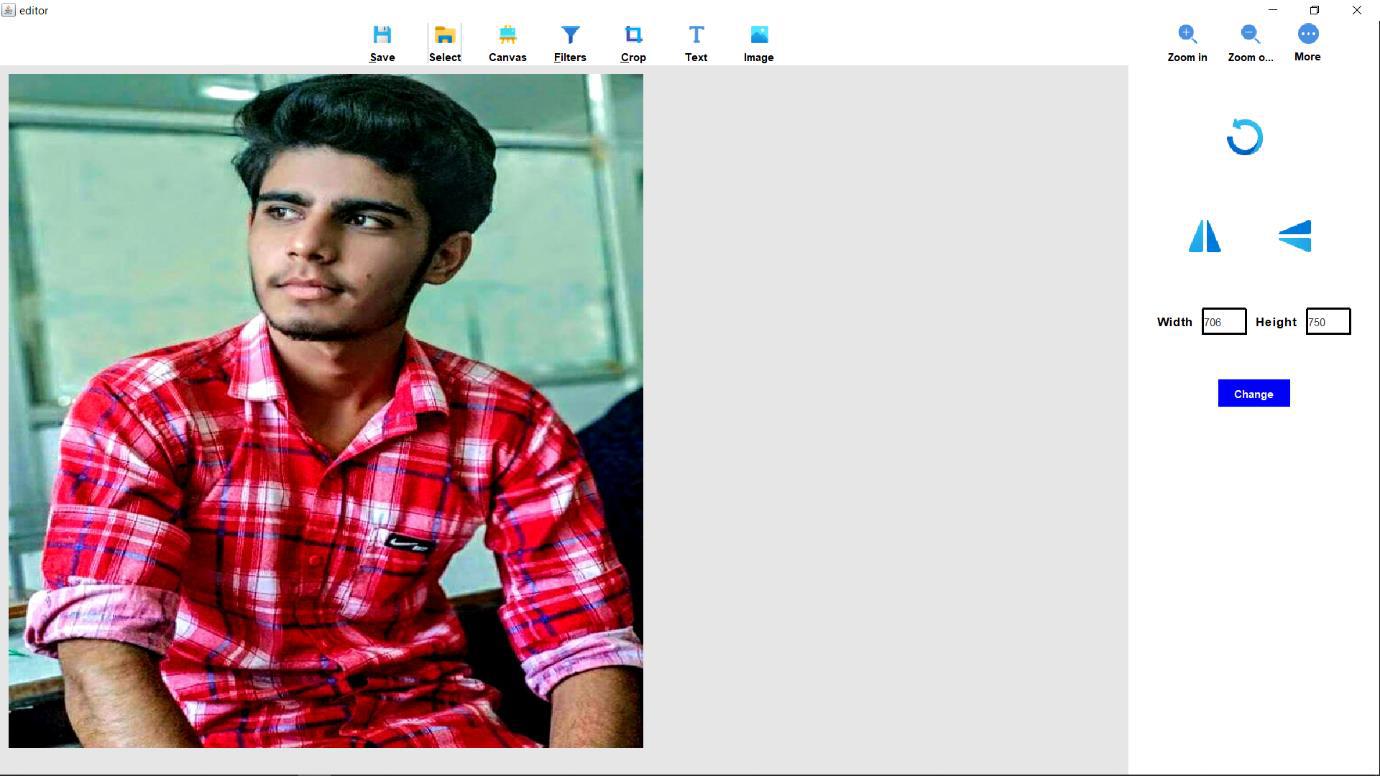 editor
Save Select Canvas Filters Crop Text Image Zoom in Zoom o... More
Width 706 Height 750
Change